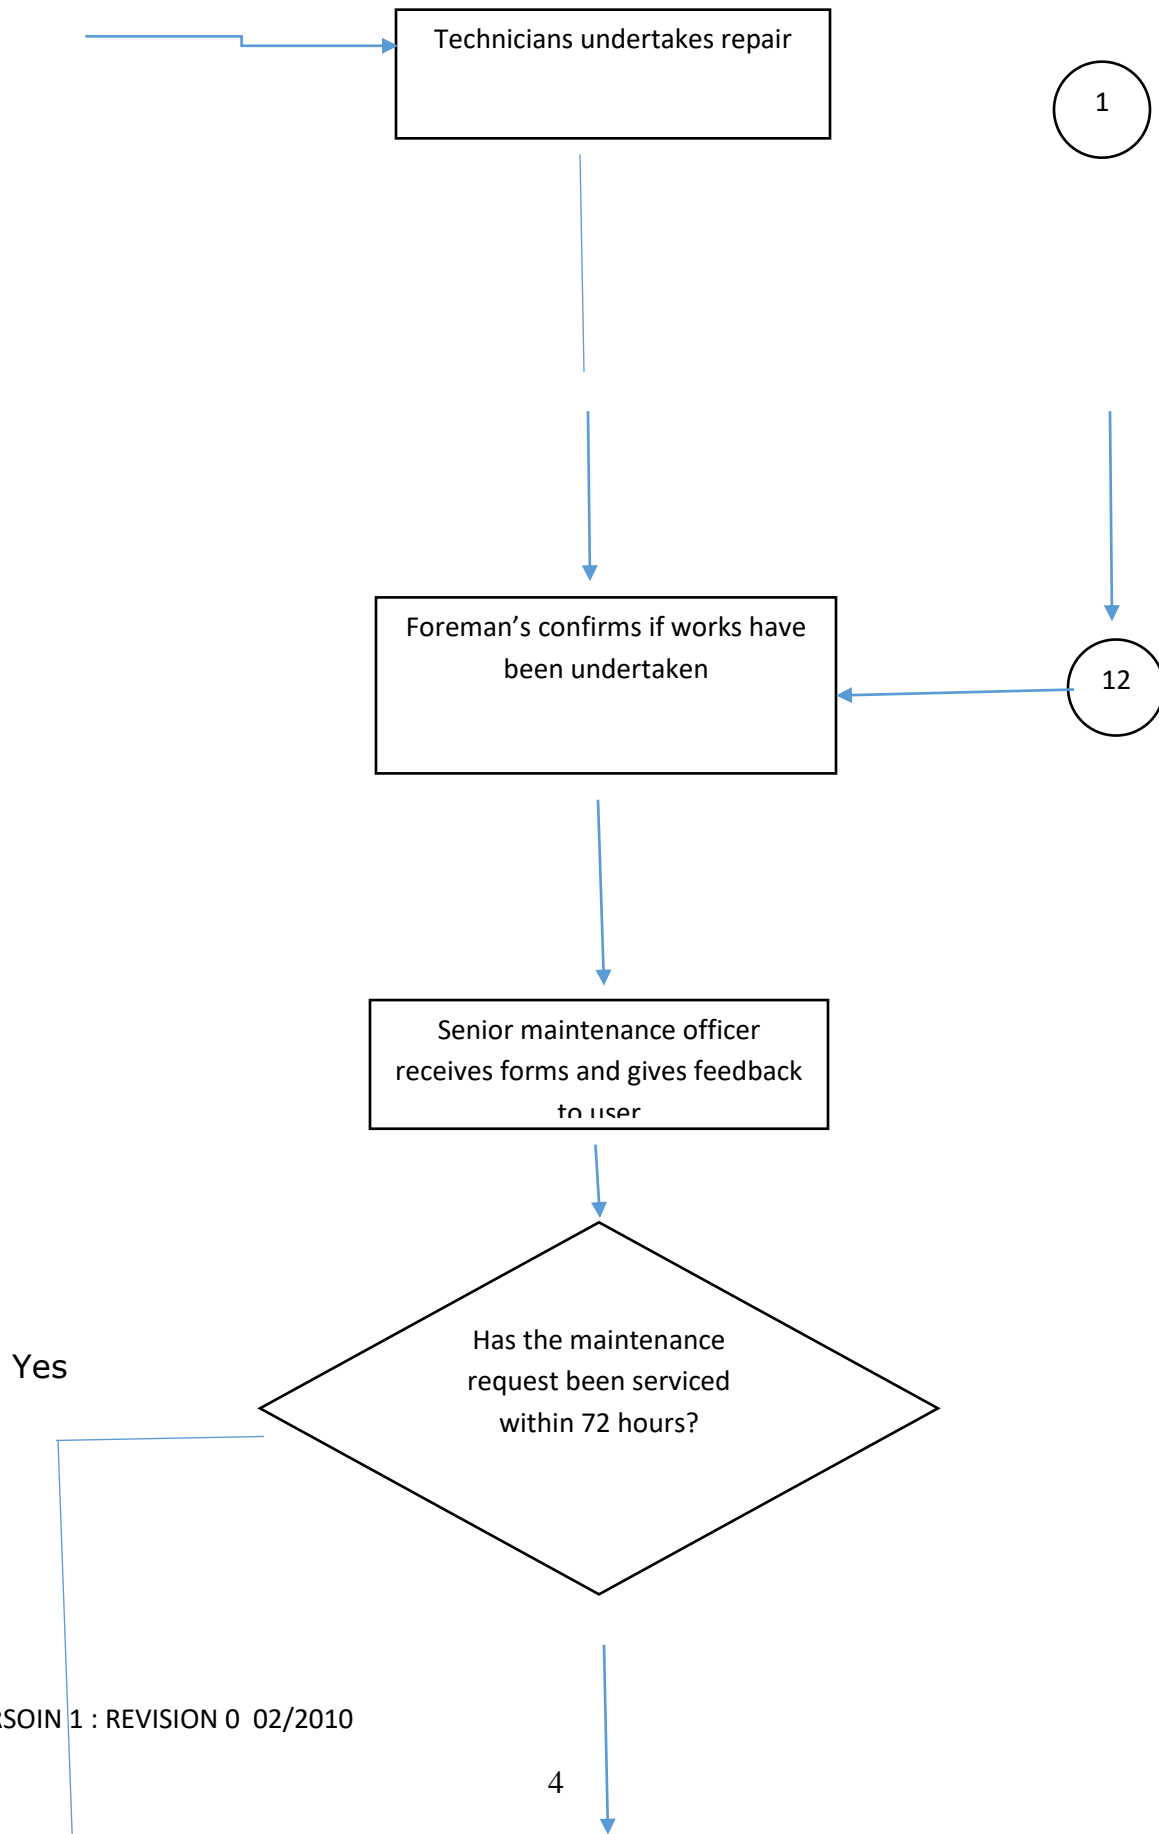 Technicians undertakes repair
1
Foreman’s confirms if works have
been undertaken
12
Senior maintenance officer
receives forms and gives feedback
to user
Has the maintenance
request been serviced
within 72 hours?
Yes
RSOIN 1 : REVISION 0 02/2010
4